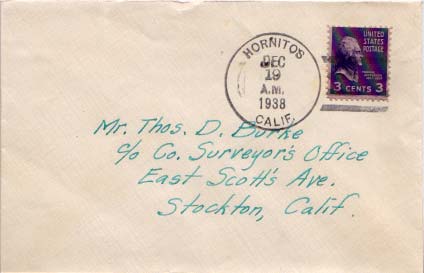 HORNITOS
DEC
19
A.M.
1938
CALIF.
UNITED
STATES
POSTAGE
3 CENTS 3
Mr. Thos. D. Burke
c/o Co. Surveyor's Office
East Scott's Ave.
Stockton, Calif.